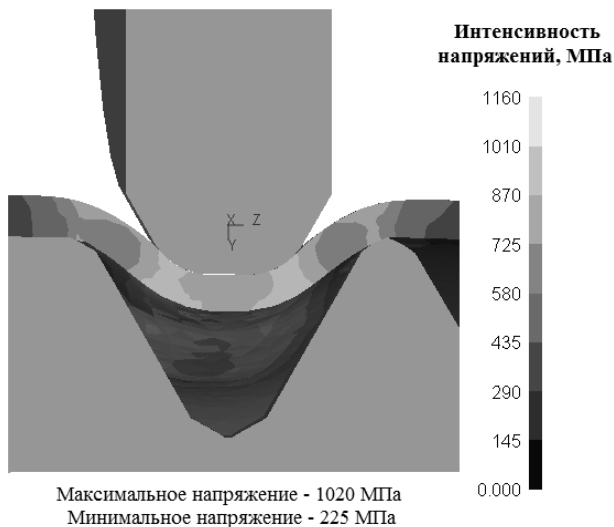 Интенсивность
напряжений, МПа
1160
1010
870
725
580
435
290
145
0.000
X Z
Y
Максимальное напряжение - 1020 МПа
Минимальное напряжение - 225 МПа